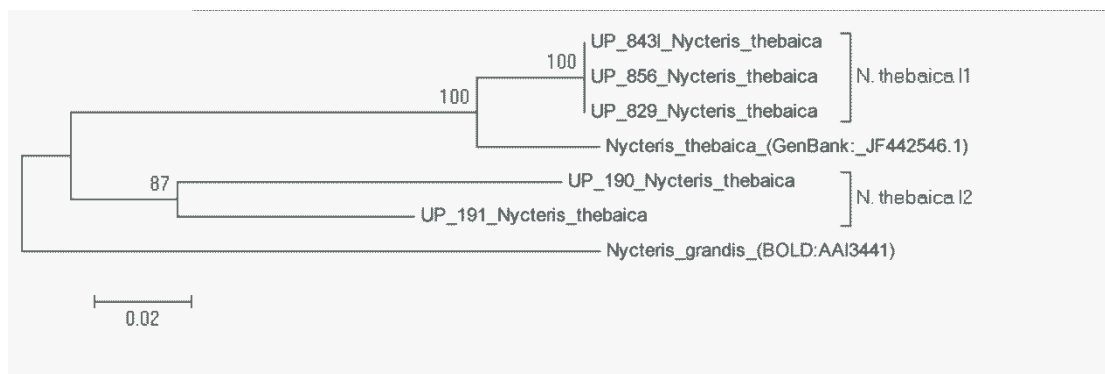 UP_843I_Nycteris_thebaica
100
UP_856_Nycteris_thebaica
N. thebaica I1
100
UP_829_Nycteris_thebaica
Nycteris_thebaica_(GenBank:_JF442546.1)
87
UP_190_Nycteris_thebaica
N. thebaica I2
UP_191_Nycteris_thebaica
Nycteris_grandis_(BOLD:AAI3441)
0.02